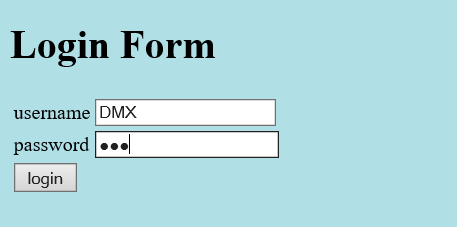 Login Form
username DMX
password •••
login